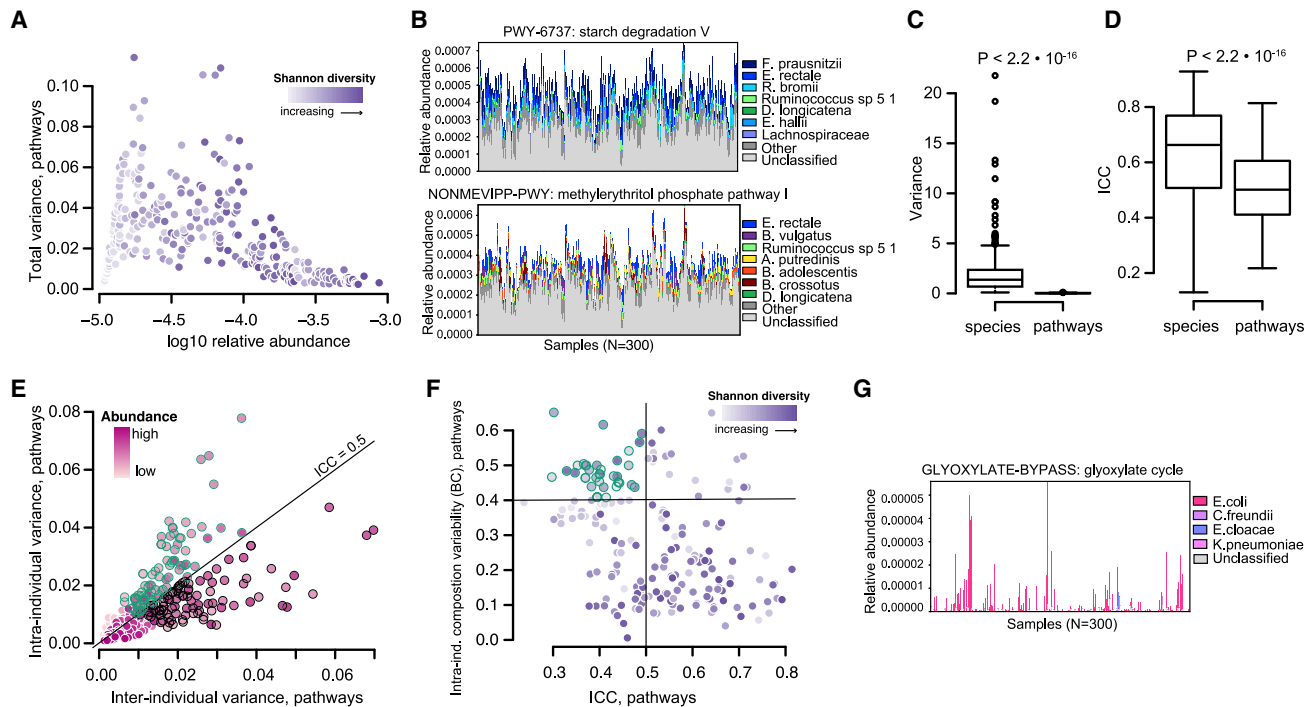 A
Total variance, pathways
0.10
0.08
0.06
0.04
0.02
0.00
−5.0
−4.5
−4.0
−3.5
−3.0
log10 relative abundance
Shannon diversity
increasing
B
PWY-6737: starch degradation V
Relative abundance
0.0007
0.0006
0.0005
0.0004
0.0003
0.0002
0.0001
0.0000
F. prausnitzii
E. rectale
R. bromii
Ruminococcus sp 5 1
D. longicatena
E. hallii
Lachnospiraceae
Other
Unclassified
NONMEVIPP-PWY: methylerythritol phosphate pathway I
Relative abundance
0.0006
0.0005
0.0004
0.0003
0.0002
0.0001
0.0000
E. rectale
B. vulgatus
Ruminococcus sp 5 1
A. putredinis
B. adolescentis
B. crossotus
D. longicatena
Other
Unclassified
Samples (N=300)
C
P < 2.2 • 10-16
Variance
20
15
10
5
0
species
pathways
D
P < 2.2 • 10-16
ICC
0.8
0.6
0.4
0.2
species
pathways
E
Intra-individual variance, pathways
0.08
0.06
0.04
0.02
0.00
0.00
0.02
0.04
0.06
Inter-individual variance, pathways
Abundance
high
low
ICC = 0.5
F
Shannon diversity
increasing
Intra-ind. compostion variability (BC), pathways
0.6
0.5
0.4
0.3
0.2
0.1
0.0
0.3
0.4
0.5
0.6
0.7
0.8
ICC, pathways
G
GLYOXYLATE-BYPASS: glyoxylate cycle
Relative abundance
0.00005
0.00004
0.00003
0.00002
0.00001
0.00000
E.coli
C.freundii
E.cloacae
K.pneumoniae
Unclassified
Samples (N=300)